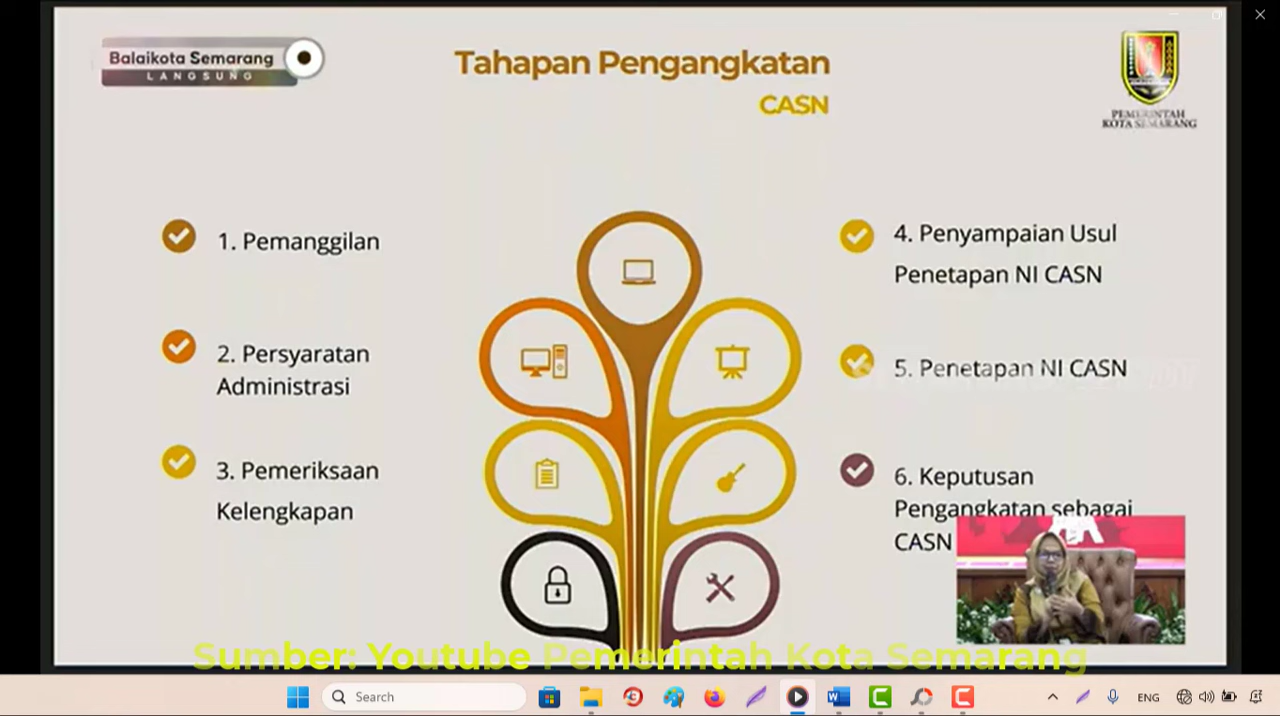 Balaikota Semarang
LANGSUNG
Tahapan Pengangkatan
CASN
PEMERINTAH
KOTA SEMARANG
1. Pemanggilan
2. Persyaratan
Administrasi
3. Pemeriksaan
Kelengkapan
4. Penyampaian Usul
Penetapan NI CASN
5. Penetapan NI CASN
6. Keputusan
Pengangkatan sebagai
CASN
Sumber: Youtube Pemerintah Kota Semarang
Search
ENG